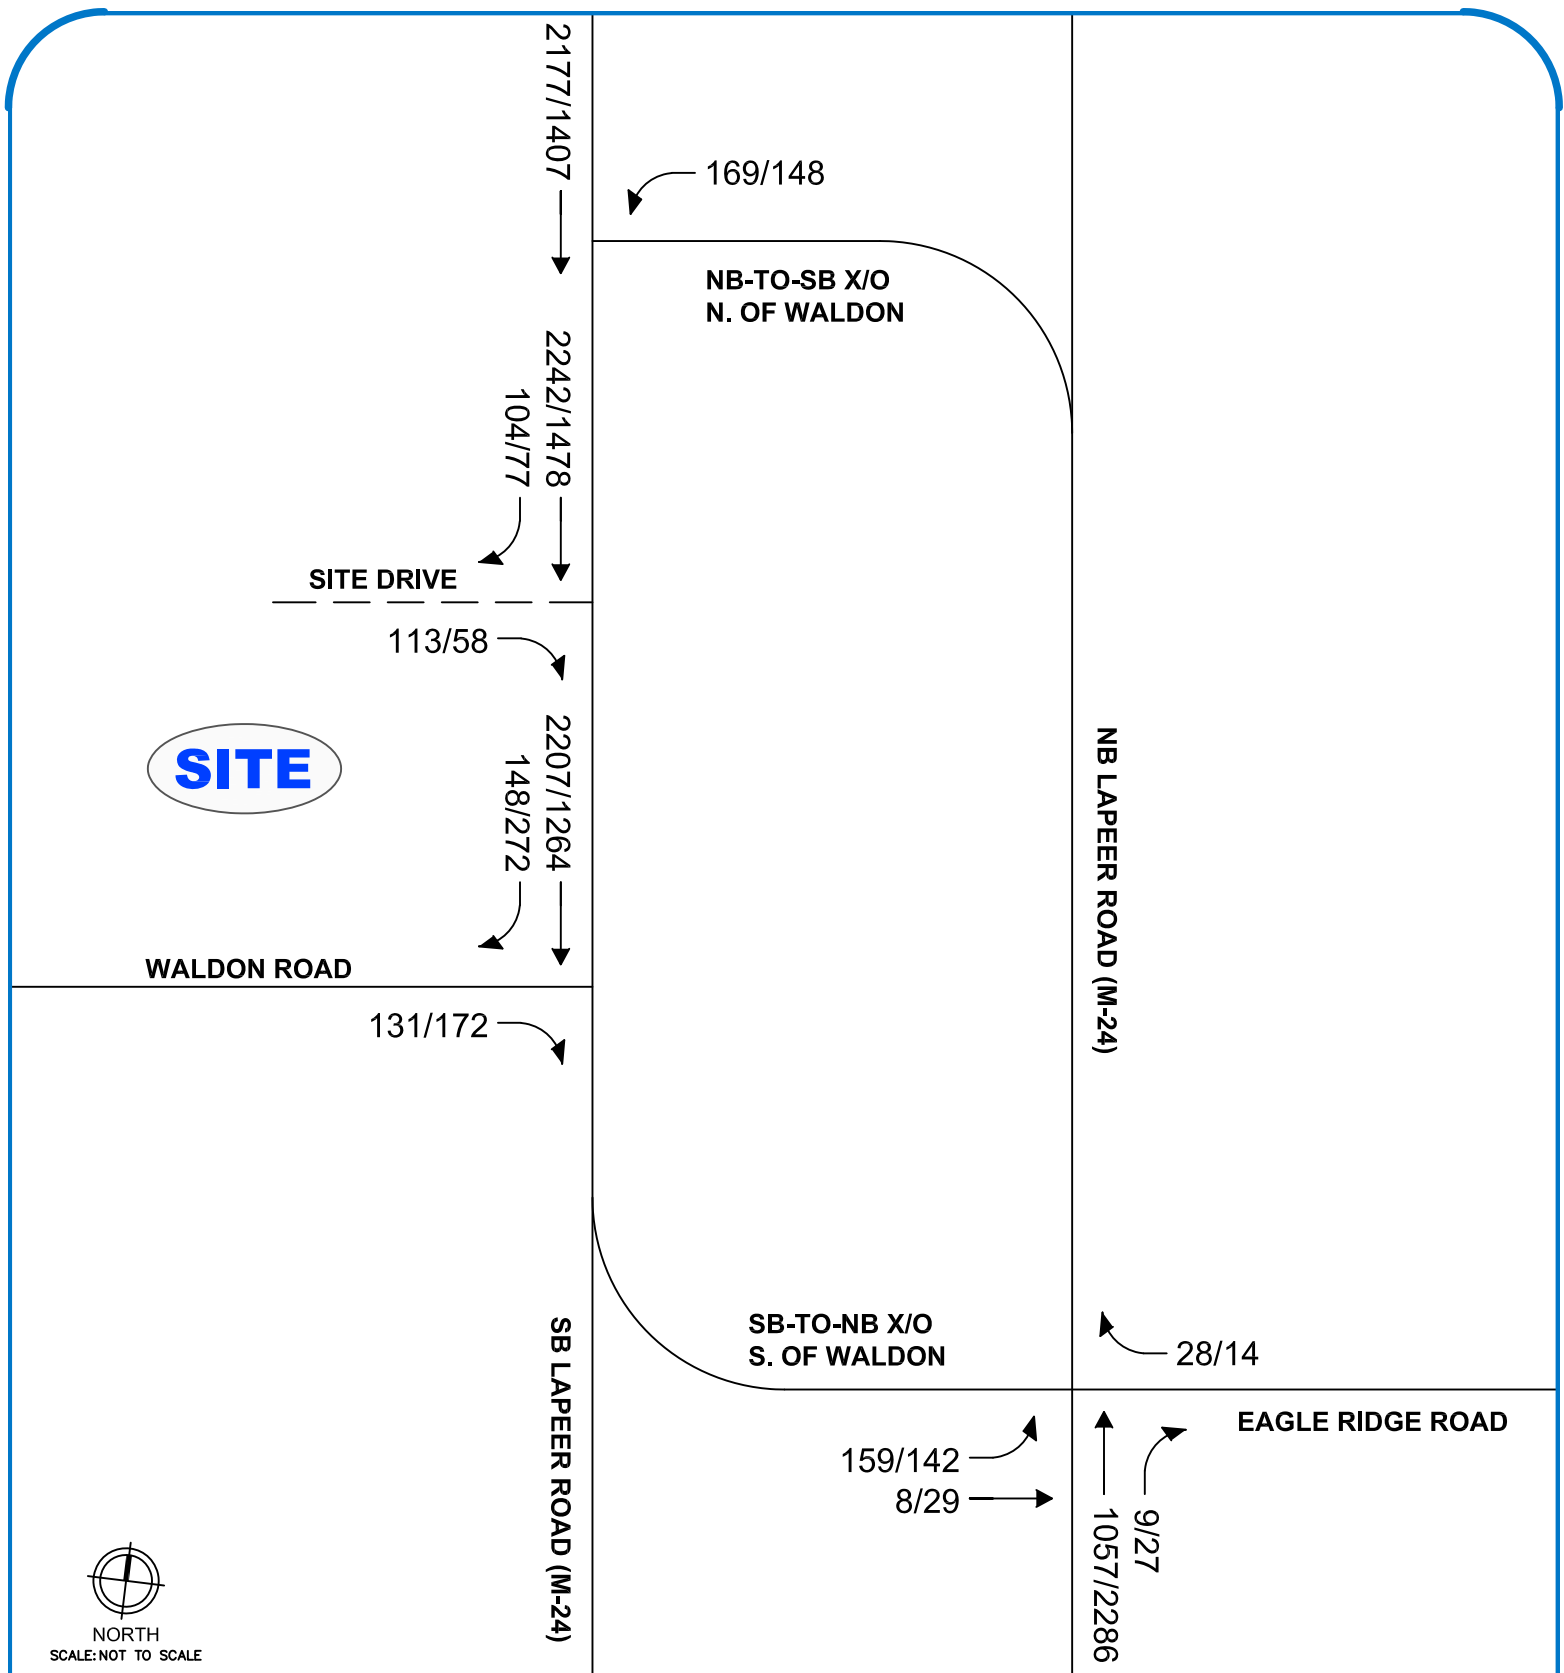 2177/1407
169/148
NB-TO-SB X/O
N. OF WALDON
2242/1478
104/77
SITE DRIVE
113/58
SITE
2207/1264
148/272
NB LAPEER ROAD (M-24)
WALDON ROAD
131/172
SB LAPEER ROAD (M-24)
SB-TO-NB X/O
S. OF WALDON
28/14
EAGLE RIDGE ROAD
159/142
8/29
9/27
1057/2286
NORTH
SCALE: NOT TO SCALE